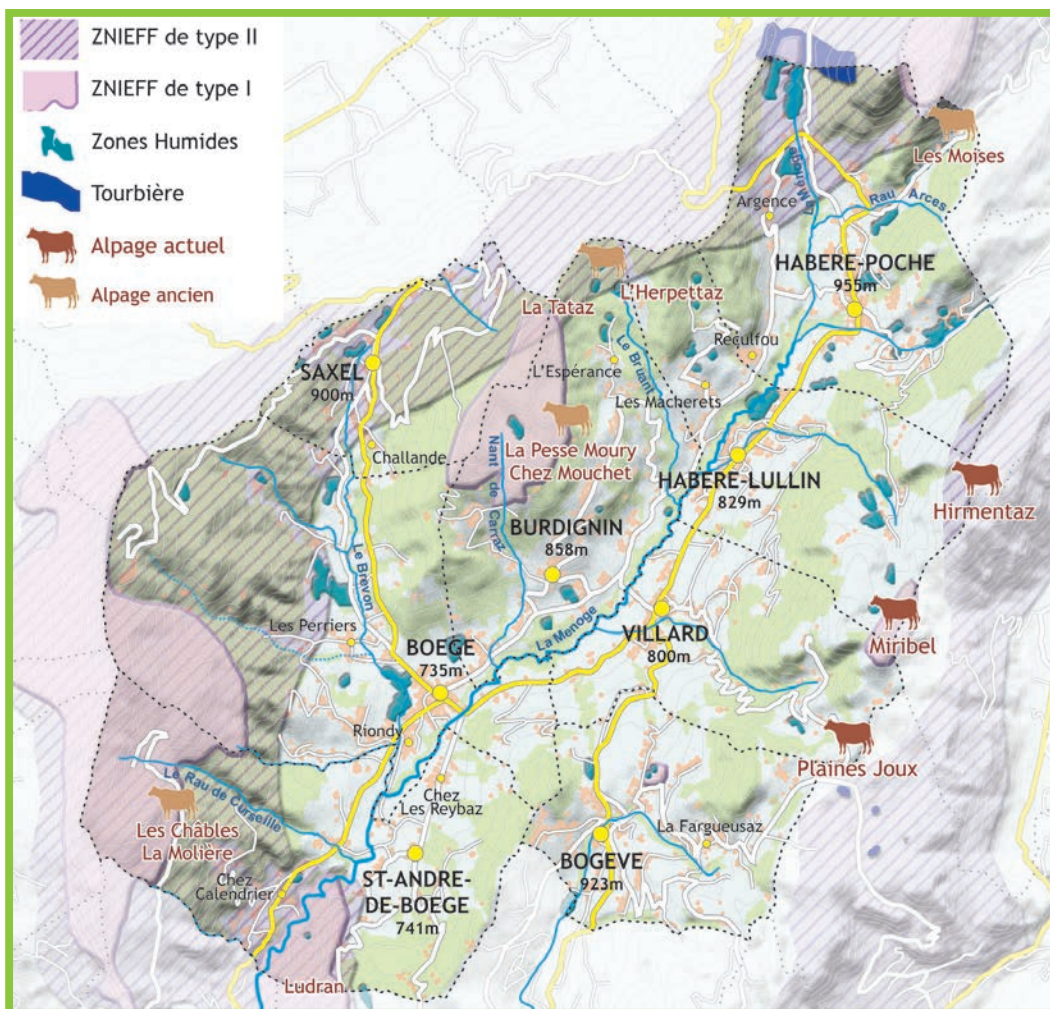 ZNIEFF de type II
ZNIEFF de type I
Zones Humides
Tourbière
Alpage actuel
Alpage ancien
Les Moises
Argence
La Menoge
Rau Arces
HABERE-POCHE
955m
La Tataz
L'Herpettaz
SAXEL
900m
L'Espérance
Le Bruant
Reculfou
Les Macherets
Challande
La Pesse Moury
Chez Mouchet
Nant de Carraz
HABERE-LULLIN
829m
Hirmentaz
BURDIGNIN
858m
Le Brevon
Les Perriers
La Menoge
VILLARD
800m
Miribel
BOEGE
735m
Riondy
Plaines Joux
Le Rau de Curseille
Chez
Les Reybaz
Les Châbles
La Molière
La Fargueusaz
BOGEVE
923m
Chez
Calendrier
ST-ANDRE-
DE-BOEGE
741m
Ludran